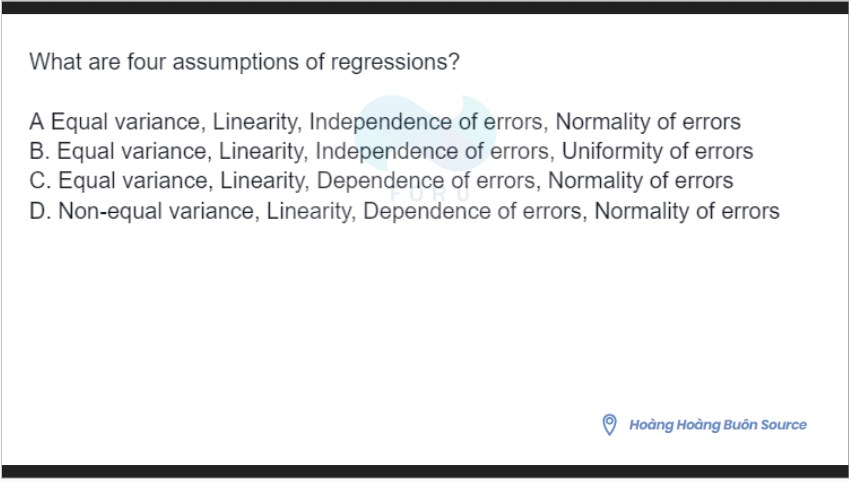 What are four assumptions of regressions?
A Equal variance, Linearity, Independence of errors, Normality of errors
B. Equal variance, Linearity, Independence of errors, Uniformity of errors
C. Equal variance, Linearity, Dependence of errors, Normality of errors
FUKU
D. Non-equal variance, Linearity, Dependence of errors, Normality of errors
Hoàng Hoàng Buôn Source